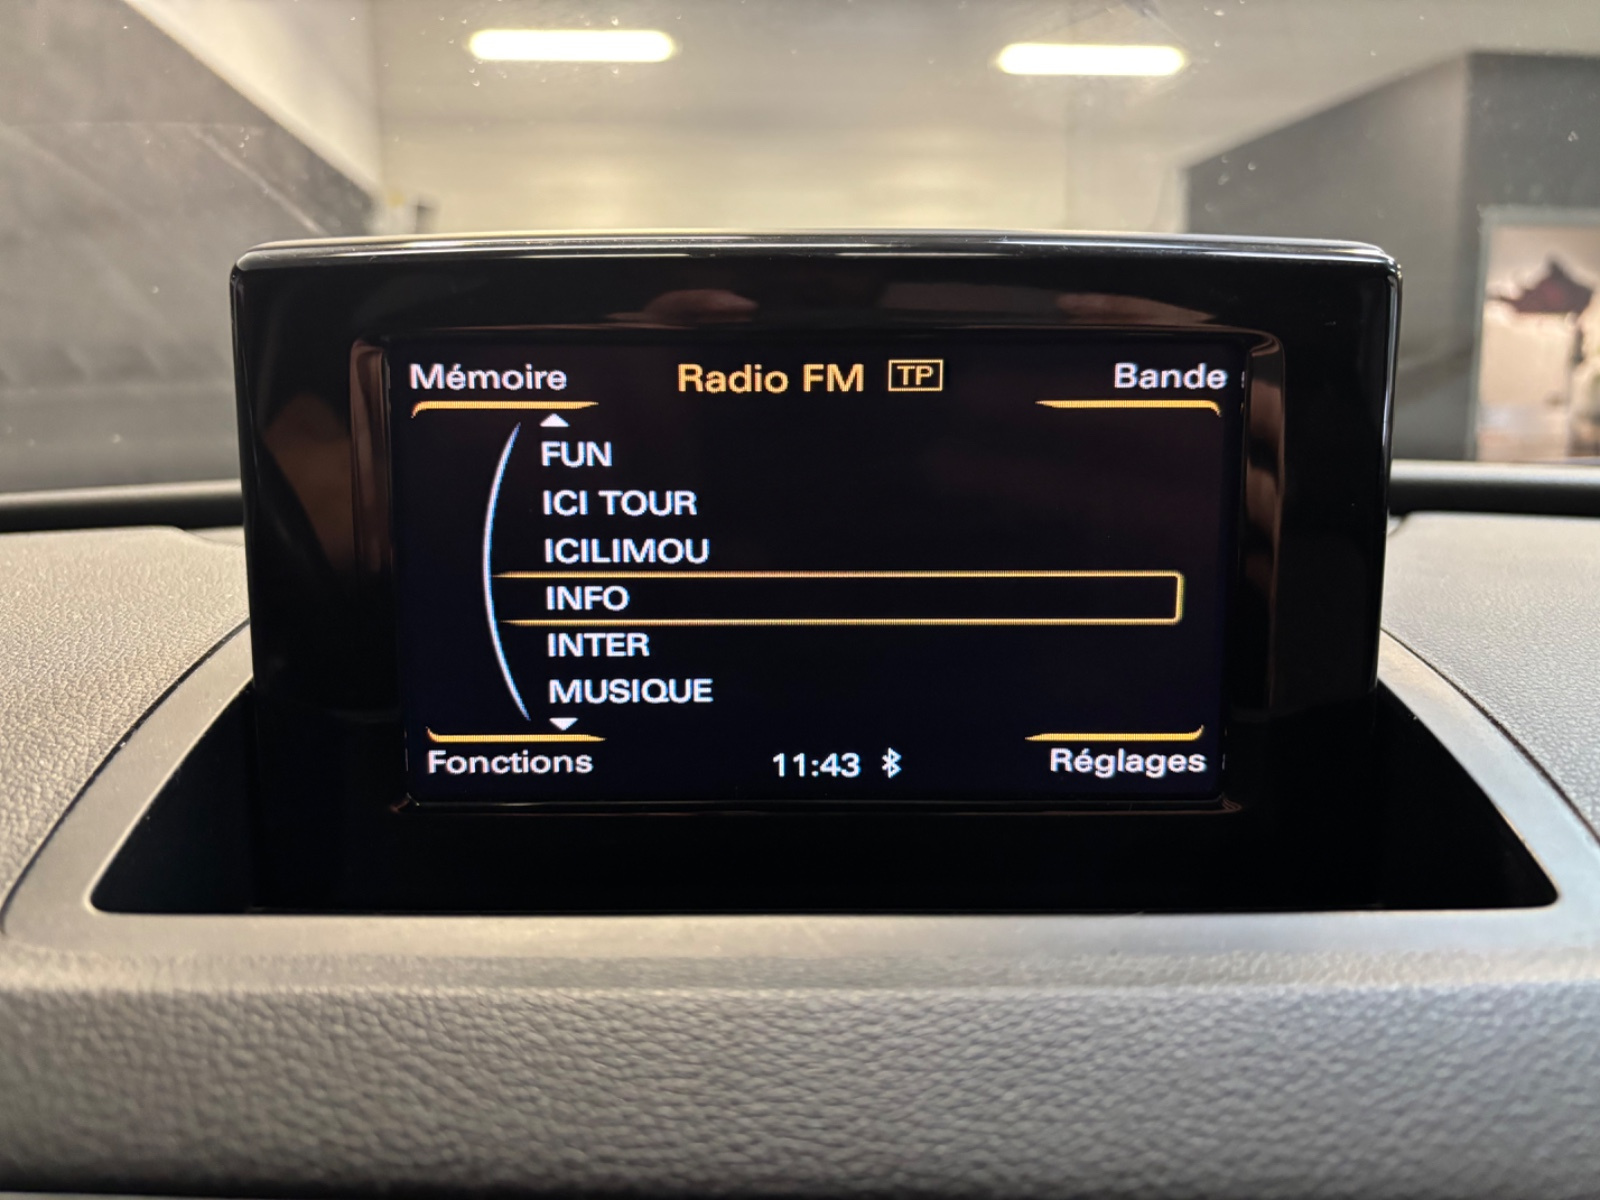 Mémoire Radio FM TP Bande
FUN
ICI TOUR
ICILIMOU
INFO
INTER
MUSIQUE
Fonctions 11:43 Réglages